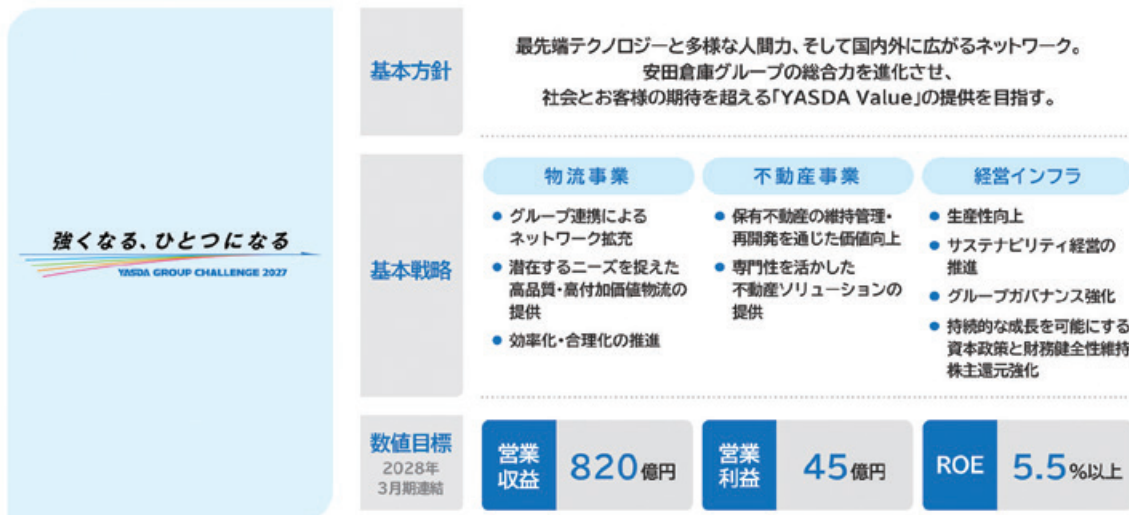 強くなる、ひとつになる
YASDA GROUP CHALLENGE 2027
基本方針
最先端テクノロジーと多様な人間力、そして国内外に広がるネットワーク。
安田倉庫グループの総合力を進化させ、
社会とお客様の期待を超える「YASDA Value」の提供を目指す。
基本戦略
物流事業
● グループ連携による
ネットワーク拡充
● 潜在するニーズを捉えた
高品質・高付加価値物流の
提供
● 効率化・合理化の推進
不動産事業
● 保有不動産の維持管理・
再開発を通じた価値向上
● 専門性を活かした
不動産ソリューションの
提供
経営インフラ
● 生産性向上
● サステナビリティ経営の
推進
● グループガバナンス強化
● 持続的な成長を可能にする
資本政策と財務健全性維持
株主還元強化
数値目標
2028年
3月期連結
営業
収益
820億円
営業
利益
45億円
ROE
5.5%以上